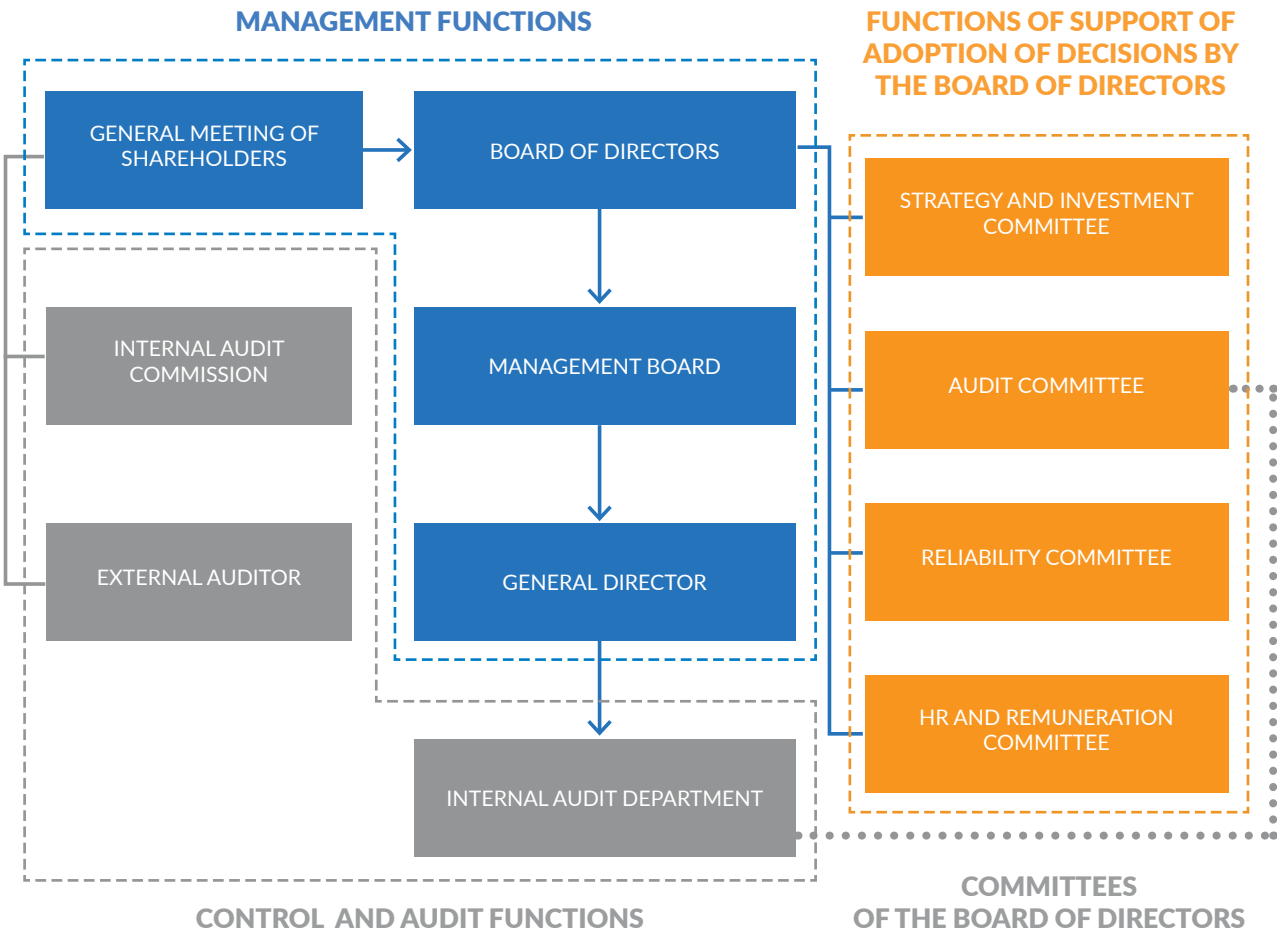 MANAGEMENT FUNCTIONS
FUNCTIONS OF SUPPORT OF
ADOPTION OF DECISIONS BY
THE BOARD OF DIRECTORS
GENERAL MEETING OF
SHAREHOLDERS
BOARD OF DIRECTORS
STRATEGY AND INVESTMENT
COMMITTEE
INTERNAL AUDIT
COMMISSION
MANAGEMENT BOARD
AUDIT COMMITTEE
EXTERNAL AUDITOR
GENERAL DIRECTOR
RELIABILITY COMMITTEE
HR AND REMUNERATION
COMMITTEE
INTERNAL AUDIT DEPARTMENT
CONTROL AND AUDIT FUNCTIONS
COMMITTEES
OF THE BOARD OF DIRECTORS